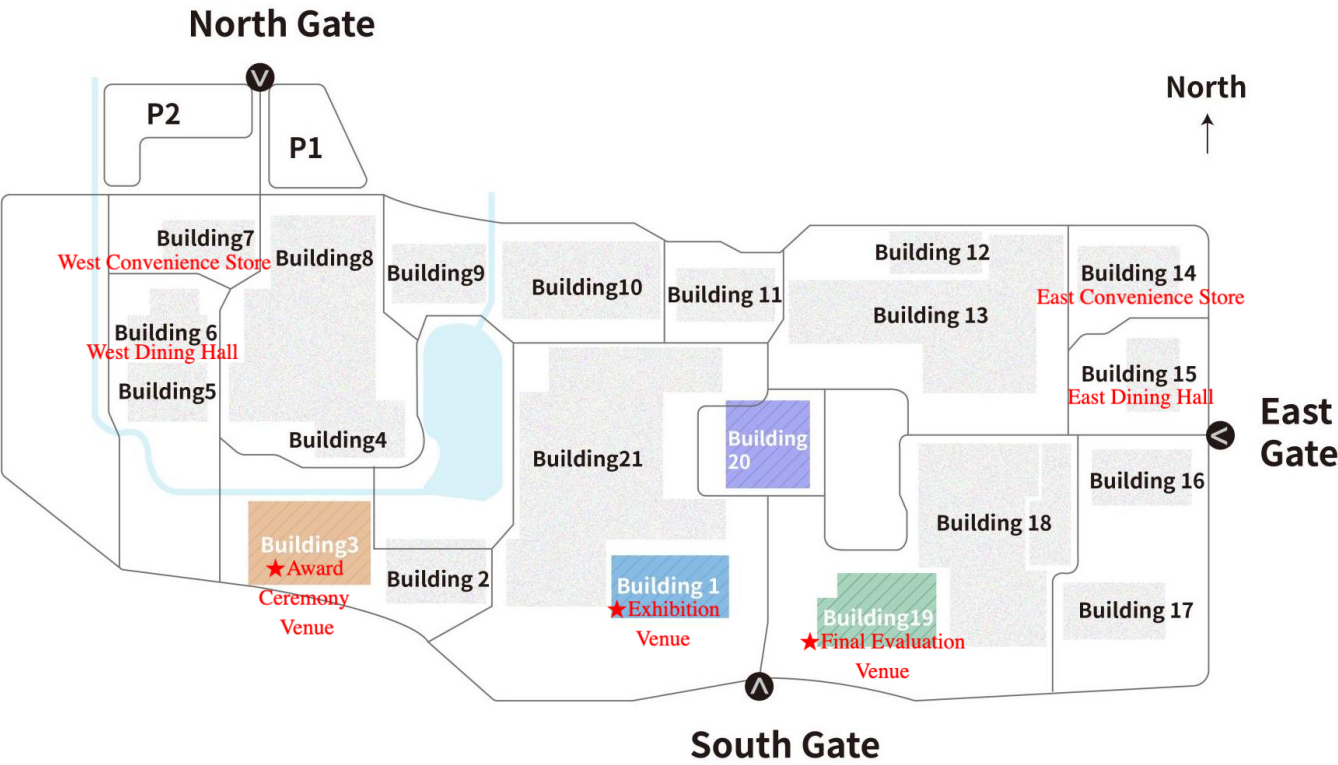 North Gate
P2
P1
North
Building7
West Convenience Store
Building8
Building9
Building10
Building 11
Building 12
Building 13
Building 14
East Convenience Store
Building 6
West Dining Hall
Building5
Building4
Building 15
East Dining Hall
East
Gate
Building21
Building
20
Building 16
Building 18
Building3
★Award
Ceremony
Venue
Building 2
Building 1
★Exhibition
Venue
Building19
★Final Evaluation
Venue
Building 17
South Gate